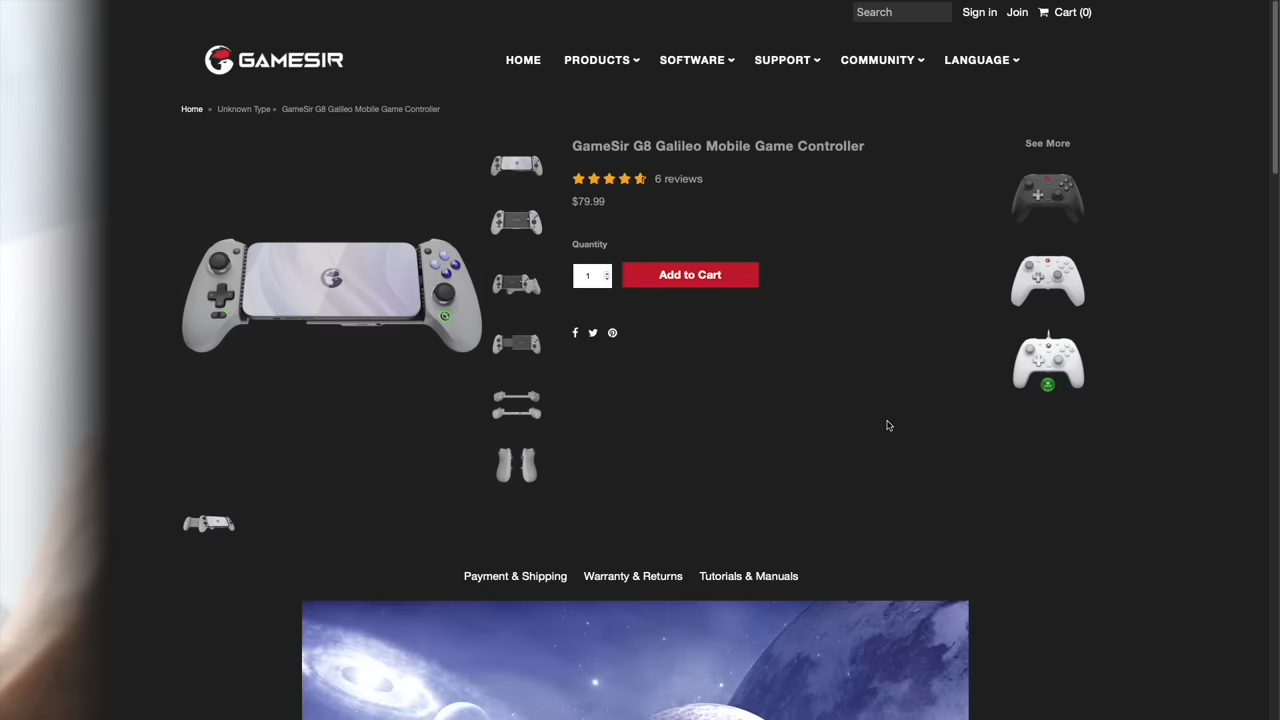 Search
Sign in Join Cart (0)
GAMESIR
HOME PRODUCTS SOFTWARE SUPPORT COMMUNITY LANGUAGE
Home » Unknown Type » GameSir G8 Galileo Mobile Game Controller
GameSir G8 Galileo Mobile Game Controller
6 reviews
$79.99
Quantity
1
Add to Cart
See More
Payment & Shipping Warranty & Returns Tutorials & Manuals